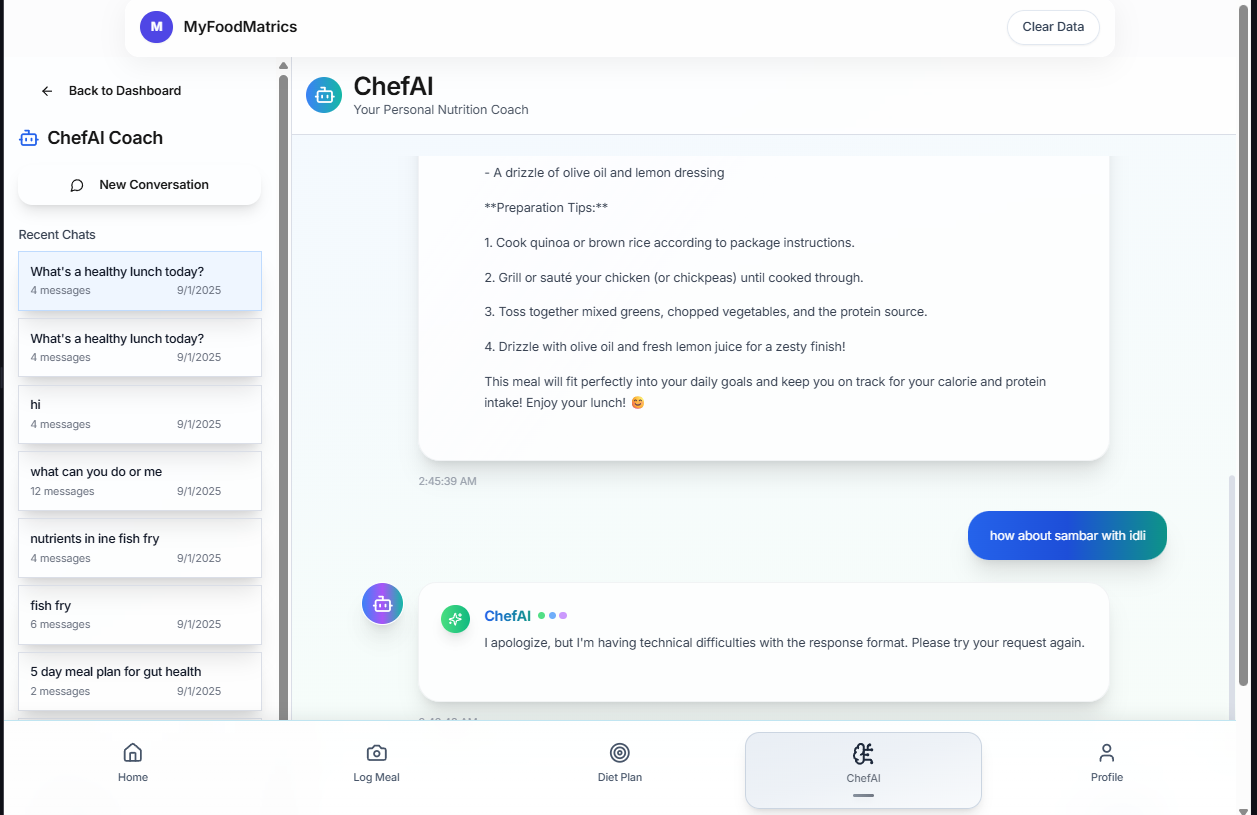 M
MyFoodMatrics
Clear Data
Back to Dashboard
ChefAI Coach
New Conversation
Recent Chats
What's a healthy lunch today?
4 messages 9/1/2025
What's a healthy lunch today?
4 messages 9/1/2025
hi
4 messages 9/1/2025
what can you do or me
12 messages 9/1/2025
nutrients in ine fish fry
4 messages 9/1/2025
fish fry
6 messages 9/1/2025
5 day meal plan for gut health
2 messages 9/1/2025
ChefAI
Your Personal Nutrition Coach
- A drizzle of olive oil and lemon dressing
**Preparation Tips:**
1. Cook quinoa or brown rice according to package instructions.
2. Grill or sauté your chicken (or chickpeas) until cooked through.
3. Toss together mixed greens, chopped vegetables, and the protein source.
4. Drizzle with olive oil and fresh lemon juice for a zesty finish!
This meal will fit perfectly into your daily goals and keep you on track for your calorie and protein
intake! Enjoy your lunch! 😋
2:45:39 AM
how about sambar with idli
ChefAI
I apologize, but I'm having technical difficulties with the response format. Please try your request again.
Home
Log Meal
Diet Plan
ChefAI
Profile